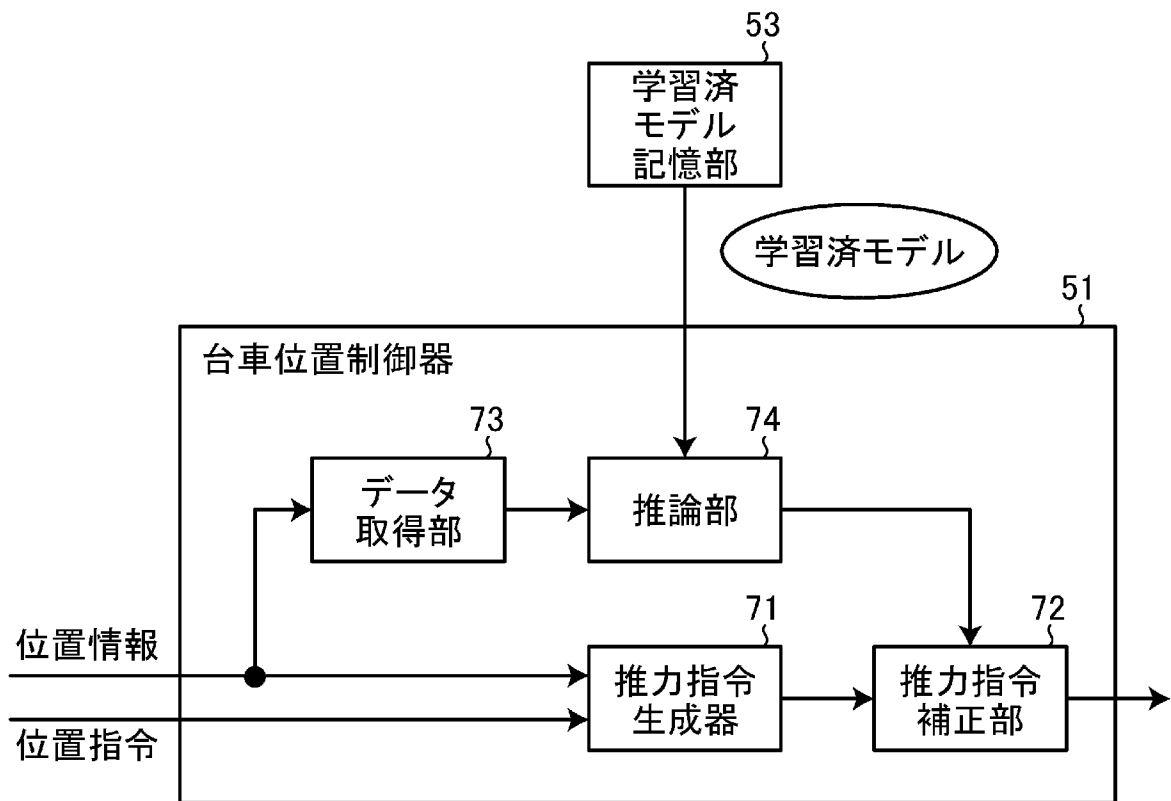 53
学習済
モデル
記憶部
学習済モデル
51
台車位置制御器
73
データ
取得部
74
推論部
位置情報
位置指令
71
推力指令
生成器
72
推力指令
補正部